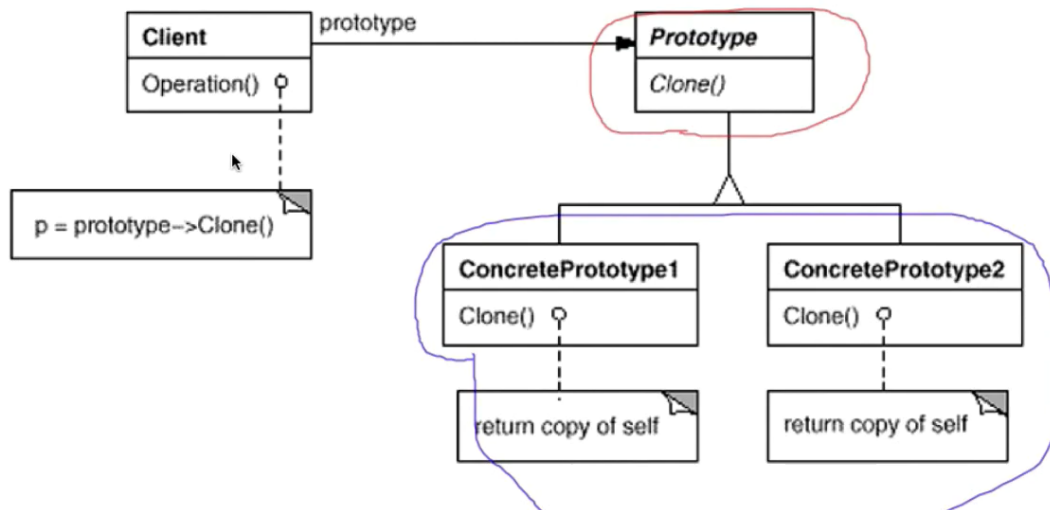 Client
Operation()
prototype
Prototype
Clone()
p = prototype−>Clone()
ConcretePrototype1
Clone()
return copy of self
ConcretePrototype2
Clone()
return copy of self